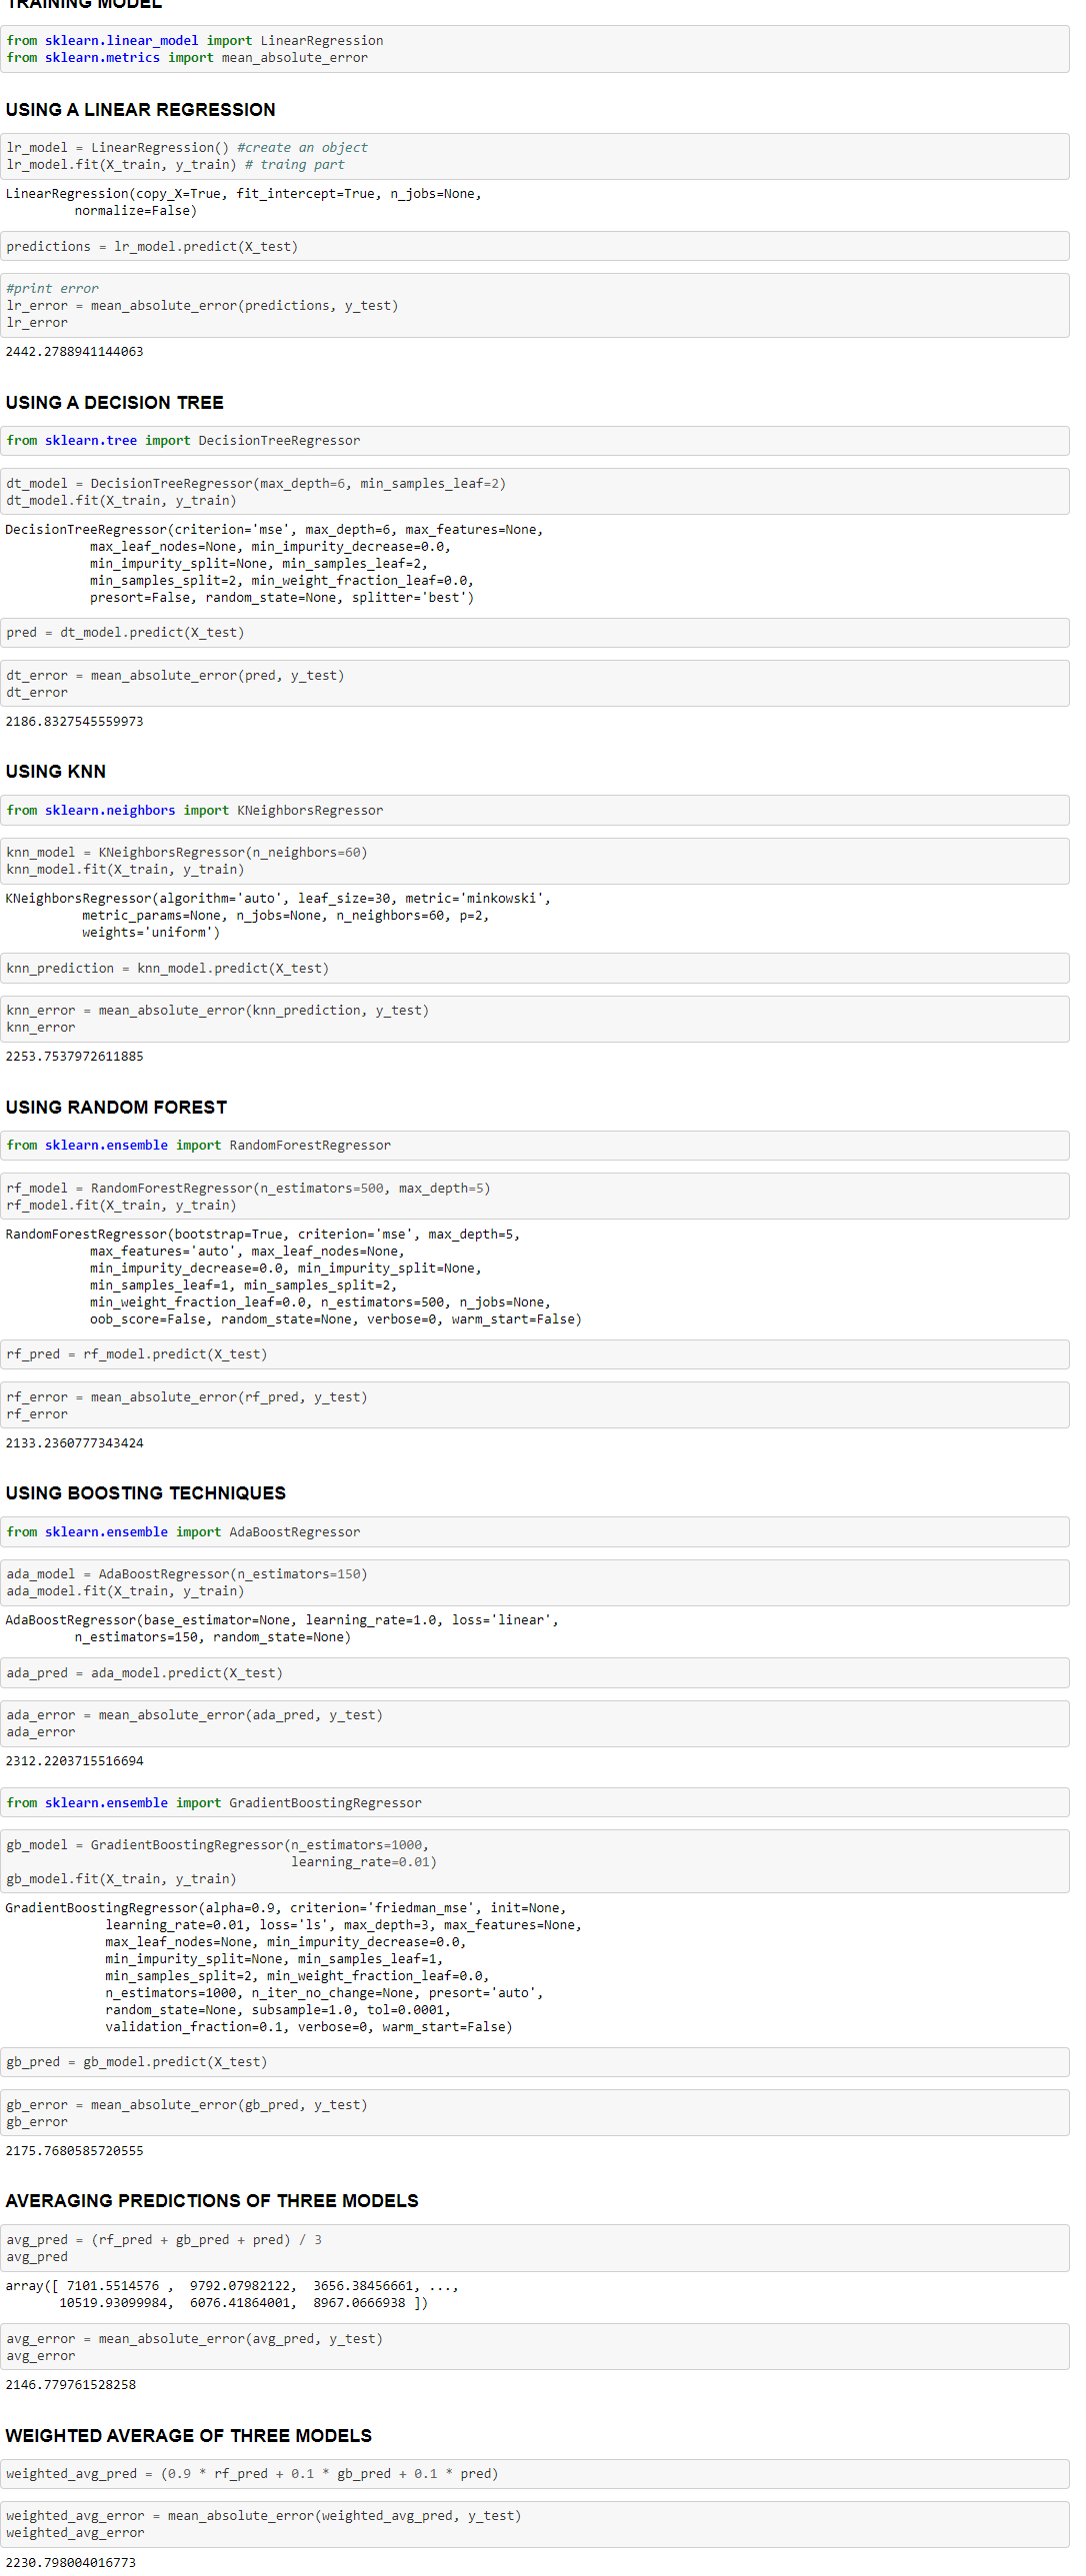 TRAINING MODEL
from sklearn.linear_model import LinearRegression
from sklearn.metrics import mean_absolute_error
USING A LINEAR REGRESSION
lr_model = LinearRegression() #create an object
lr_model.fit(X_train, y_train) # traing part
LinearRegression(copy_X=True, fit_intercept=True, n_jobs=None,
normalize=False)
predictions = lr_model.predict(X_test)
#print error
lr_error = mean_absolute_error(predictions, y_test)
lr_error
2442.2788941144063
USING A DECISION TREE
from sklearn.tree import DecisionTreeRegressor
dt_model = DecisionTreeRegressor(max_depth=6, min_samples_leaf=2)
dt_model.fit(X_train, y_train)
DecisionTreeRegressor(criterion='mse', max_depth=6, max_features=None,
max_leaf_nodes=None, min_impurity_decrease=0.0,
min_impurity_split=None, min_samples_leaf=2,
min_samples_split=2, min_weight_fraction_leaf=0.0,
presort=False, random_state=None, splitter='best')
pred = dt_model.predict(X_test)
dt_error = mean_absolute_error(pred, y_test)
dt_error
2186.8327545559973
USING KNN
from sklearn.neighbors import KNeighborsRegressor
knn_model = KNeighborsRegressor(n_neighbors=60)
knn_model.fit(X_train, y_train)
KNeighborsRegressor(algorithm='auto', leaf_size=30, metric='minkowski',
metric_params=None, n_jobs=None, n_neighbors=60, p=2,
weights='uniform')
knn_prediction = knn_model.predict(X_test)
knn_error = mean_absolute_error(knn_prediction, y_test)
knn_error
2253.7537972611885
USING RANDOM FOREST
from sklearn.ensemble import RandomForestRegressor
rf_model = RandomForestRegressor(n_estimators=500, max_depth=5)
rf_model.fit(X_train, y_train)
RandomForestRegressor(bootstrap=True, criterion='mse', max_depth=5,
max_features='auto', max_leaf_nodes=None,
min_impurity_decrease=0.0, min_impurity_split=None,
min_samples_leaf=1, min_samples_split=2,
min_weight_fraction_leaf=0.0, n_estimators=500, n_jobs=None,
oob_score=False, random_state=None, verbose=0, warm_start=False)
rf_pred = rf_model.predict(X_test)
rf_error = mean_absolute_error(rf_pred, y_test)
rf_error
2133.2360777343424
USING BOOSTING TECHNIQUES
from sklearn.ensemble import AdaBoostRegressor
ada_model = AdaBoostRegressor(n_estimators=150)
ada_model.fit(X_train, y_train)
AdaBoostRegressor(base_estimator=None, learning_rate=1.0, loss='linear',
n_estimators=150, random_state=None)
ada_pred = ada_model.predict(X_test)
ada_error = mean_absolute_error(ada_pred, y_test)
ada_error
2312.2203715516694
from sklearn.ensemble import GradientBoostingRegressor
gb_model = GradientBoostingRegressor(n_estimators=1000,
learning_rate=0.01)
gb_model.fit(X_train, y_train)
GradientBoostingRegressor(alpha=0.9, criterion='friedman_mse', init=None,
learning_rate=0.01, loss='ls', max_depth=3, max_features=None,
max_leaf_nodes=None, min_impurity_decrease=0.0,
min_impurity_split=None, min_samples_leaf=1,
min_samples_split=2, min_weight_fraction_leaf=0.0,
n_estimators=1000, n_iter_no_change=None, presort='auto',
random_state=None, subsample=1.0, tol=0.0001,
validation_fraction=0.1, verbose=0, warm_start=False)
gb_pred = gb_model.predict(X_test)
gb_error = mean_absolute_error(gb_pred, y_test)
gb_error
2175.7680585720555
AVERAGING PREDICTIONS OF THREE MODELS
avg_pred = (rf_pred + gb_pred + pred) / 3
avg_pred
array([ 7101.5514576 ,  9792.07982122,  3656.38456661, ...,
10519.93099984,  6076.41864001,  8967.0666938 ])
avg_error = mean_absolute_error(avg_pred, y_test)
avg_error
2146.779761528258
WEIGHTED AVERAGE OF THREE MODELS
weighted_avg_pred = (0.9 * rf_pred + 0.1 * gb_pred + 0.1 * pred)
weighted_avg_error = mean_absolute_error(weighted_avg_pred, y_test)
weighted_avg_error
2230.798004016773